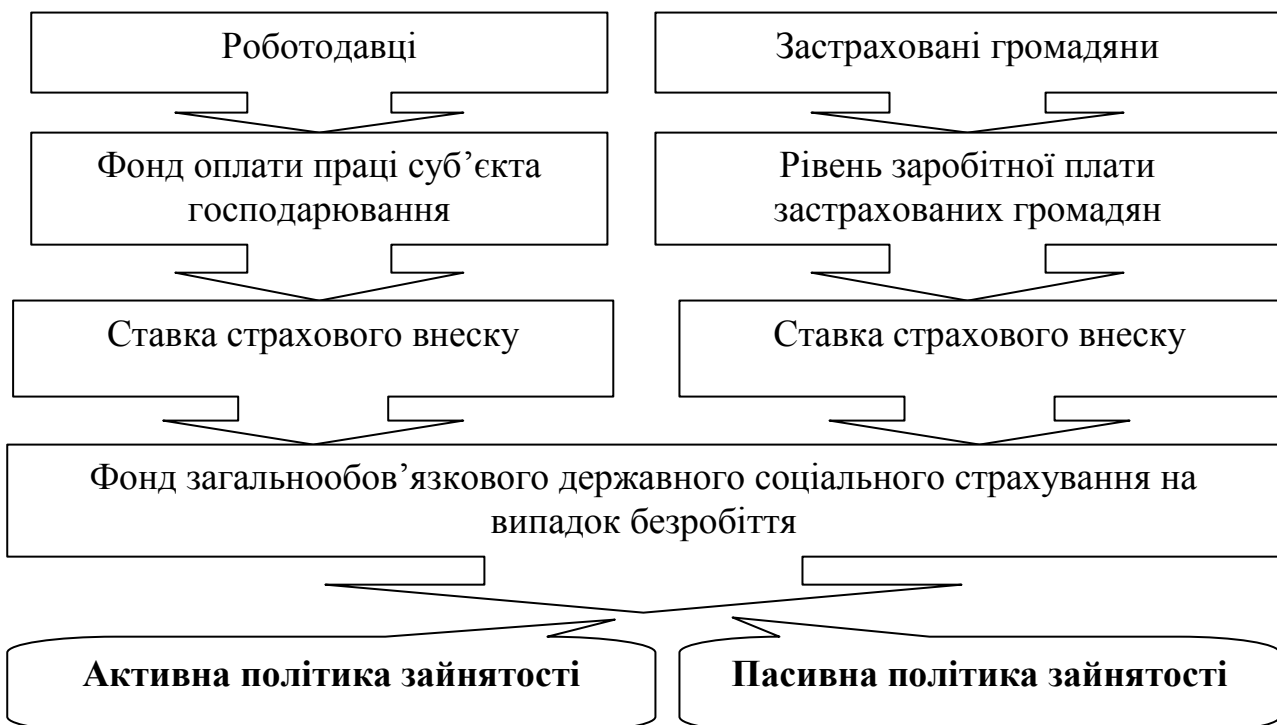 Роботодавці
Застраховані громадяни
Фонд оплати праці суб’єкта
господарювання
Рівень заробітної плати
застрахованих громадян
Ставка страхового внеску
Ставка страхового внеску
Фонд загальнообов’язкового державного соціального страхування на
випадок безробіття
Активна політика зайнятості
Пасивна політика зайнятості